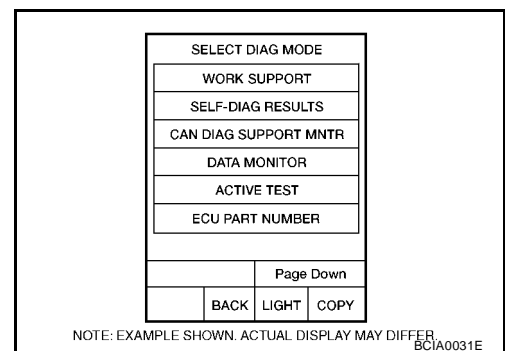 SELECT DIAG MODE
WORK SUPPORT
SELF-DIAG RESULTS
CAN DIAG SUPPORT MNTR
DATA MONITOR
ACTIVE TEST
ECU PART NUMBER
Page Down
BACK LIGHT COPY
NOTE: EXAMPLE SHOWN. ACTUAL DISPLAY MAY DIFFER.
BCIA0031E